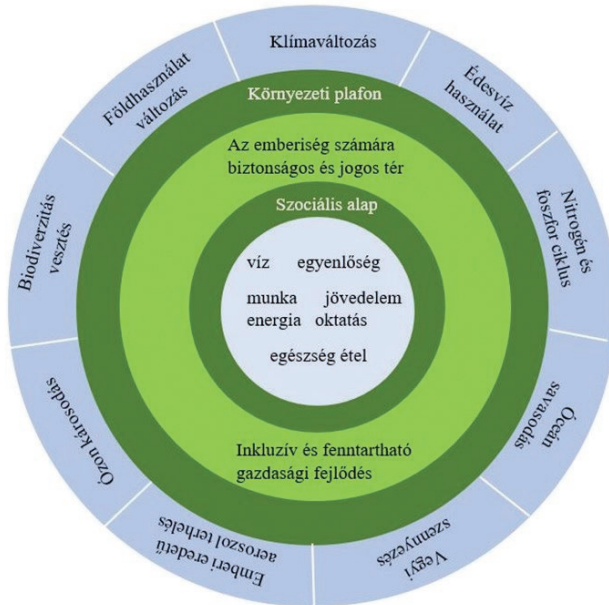 Klímaváltozás
Édesvíz
használat
Nitrogén és
foszfor ciklus
Óceán
savasodás
Vegyi
szennyezés
Emberi eredetű
aeroszol terhelés
Ózon károsodás
Biodiverzitás
vesztés
Földhasználat
változás
Környezeti plafon
Az emberiség számára
biztonságos és jogos tér
Szociális alap
víz egyenlőség
munka jövedelem
energia oktatás
egészség étel
Inkluzív és fenntartható
gazdasági fejlődés